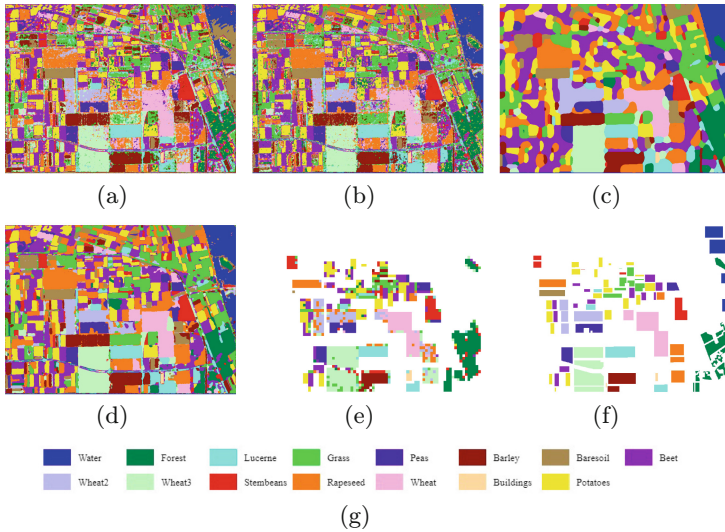 (a) (b) (c)
(d) (e) (f)
Water Forest Lucerne Grass Peas Barley Baresoil Beet
Wheat2 Wheat3 Stembeans Rapeseed Wheat Buildings Potatoes
(g)